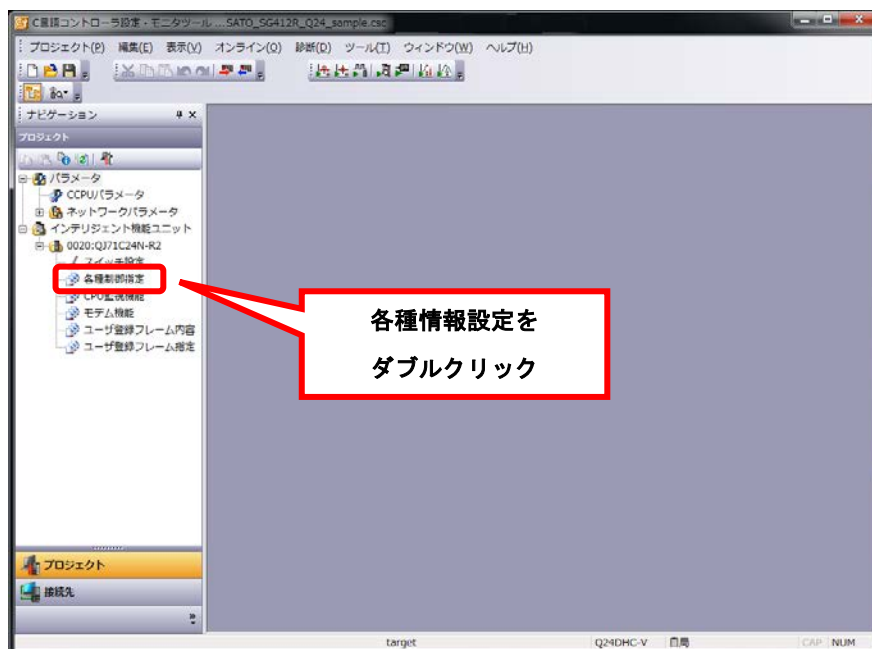 C言語コントローラ設定・モニタツール ...SATO_SG412R_Q24_sample.csc
プロジェクト(P) 編集(E) 表示(V) オンライン(O) 診断(D) ツール(T) ウィンドウ(W) ヘルプ(H)
ナビゲーション
プロジェクト
パラメータ
CCPUパラメータ
ネットワークパラメータ
インテリジェント機能ユニット
0020:QJ71C24N-R2
スイッチ設定
各種制御指定
CPU監視機能
モデム機能
ユーザ登録フレーム内容
ユーザ登録フレーム指定
各種情報設定を
ダブルクリック
プロジェクト
接続先
target Q24DHC-V 自局 CAP NUM